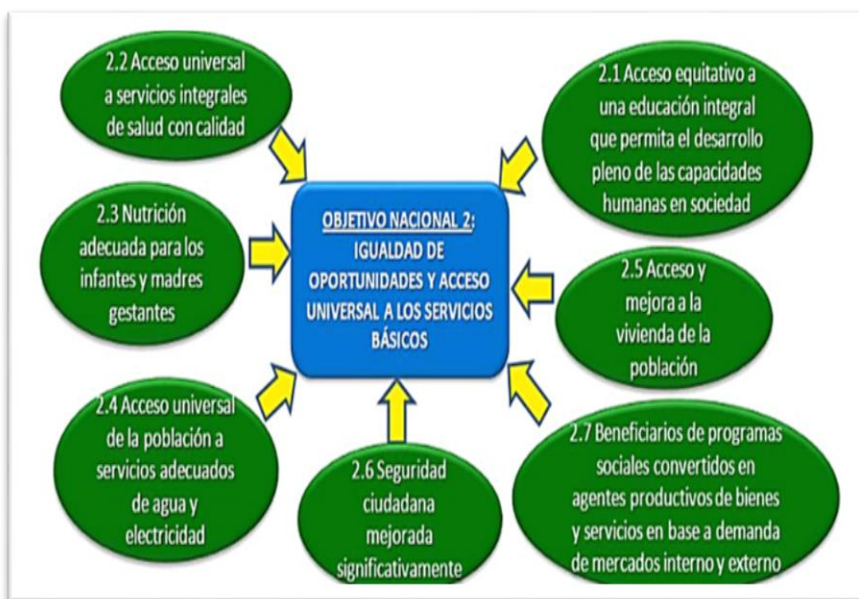 2.2 Acceso universal
a servicios integrales
de salud con calidad
2.1 Acceso equitativo a
una educación integral
que permita el desarrollo
pleno de las capacidades
humanas en sociedad
2.3 Nutrición
adecuada para los
infantes y madres
gestantes
OBJETIVO NACIONAL 2:
IGUALDAD DE
OPORTUNIDADES Y ACCESO
UNIVERSAL A LOS SERVICIOS
BÁSICOS
2.5 Acceso y
mejora a la
vivienda de la
población
2.4 Acceso universal
de la población a
servicios adecuados
de agua y
electricidad
2.6 Seguridad
ciudadana
mejorada
significativamente
2.7 Beneficiarios de programas
sociales convertidos en
agentes productivos de bienes
y servicios en base a demanda
de mercados interno y externo